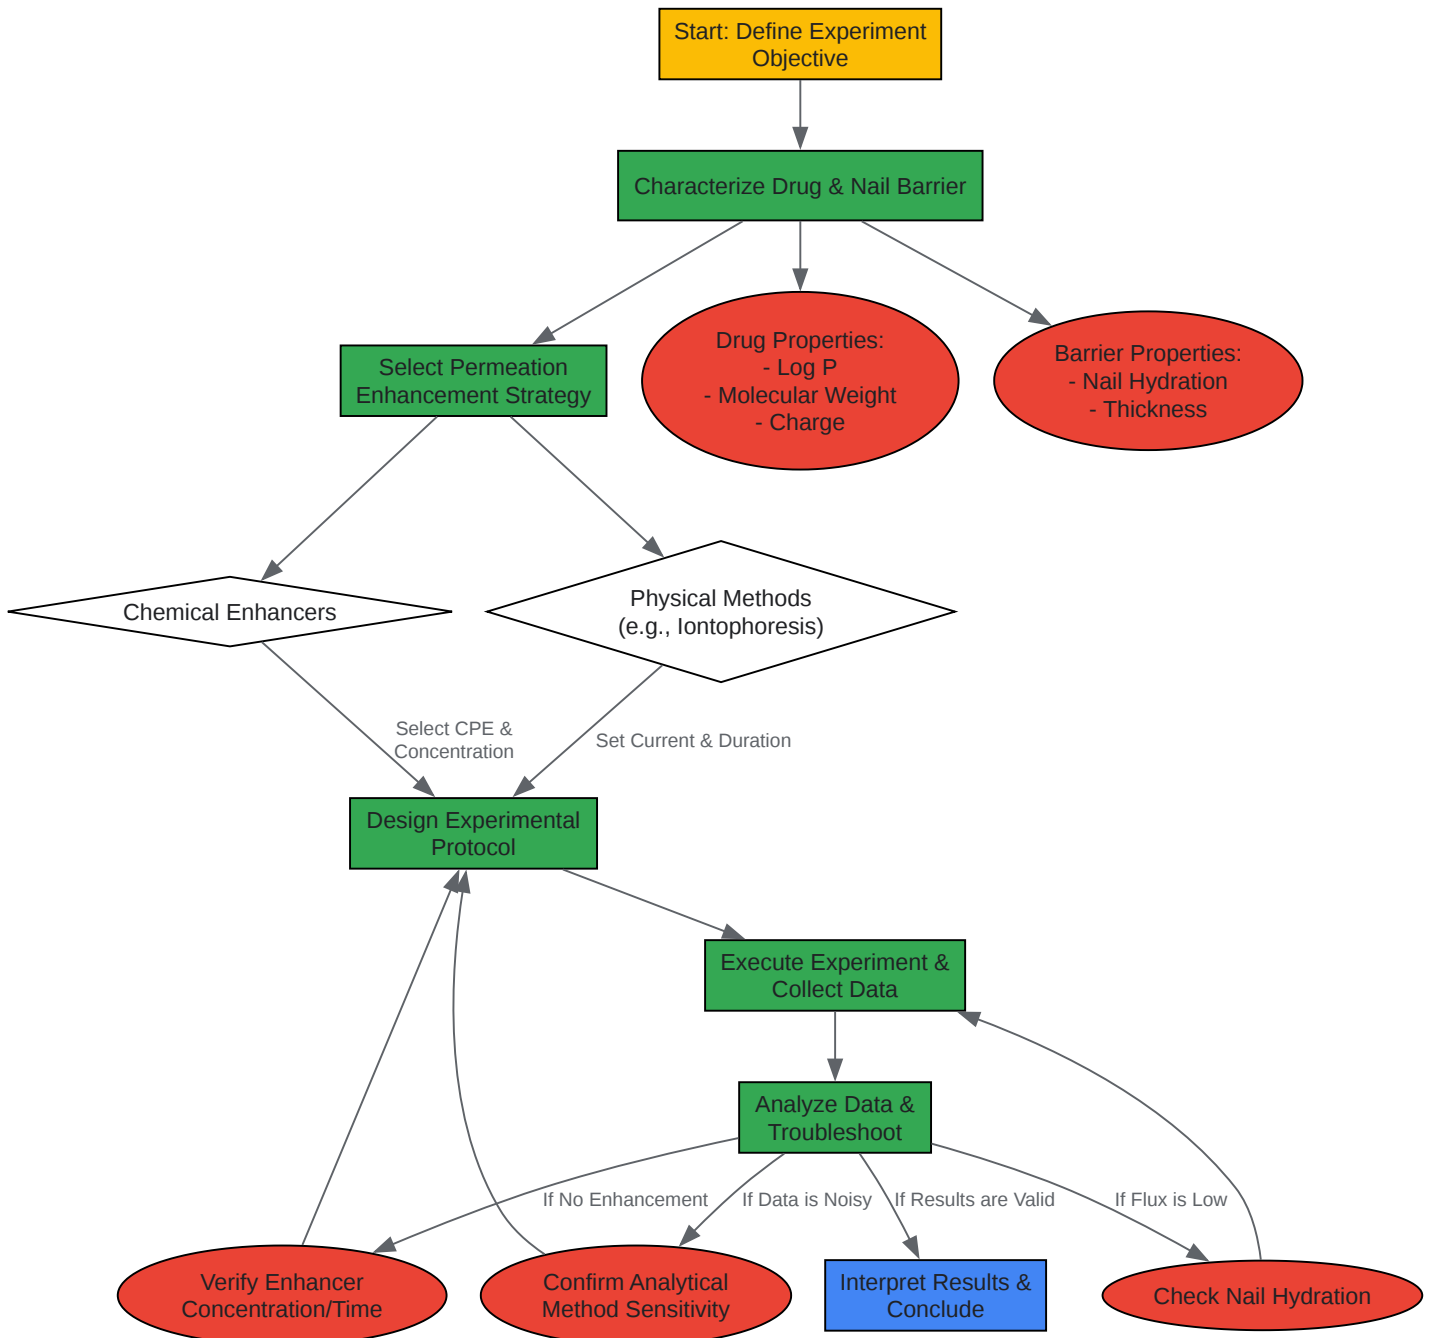 Start: Define Experiment
Objective
Characterize Drug & Nail Barrier
Select Permeation
Enhancement Strategy
Drug Properties:
- Log P
- Molecular Weight
- Charge
Barrier Properties:
- Nail Hydration
- Thickness
Chemical Enhancers
Physical Methods
(e.g., Iontophoresis)
Select CPE &
Concentration
Set Current & Duration
Design Experimental
Protocol
Execute Experiment &
Collect Data
Analyze Data &
Troubleshoot
If No Enhancement
If Data is Noisy
If Results are Valid
If Flux is Low
Verify Enhancer
Concentration/Time
Confirm Analytical
Method Sensitivity
Interpret Results &
Conclude
Check Nail Hydration